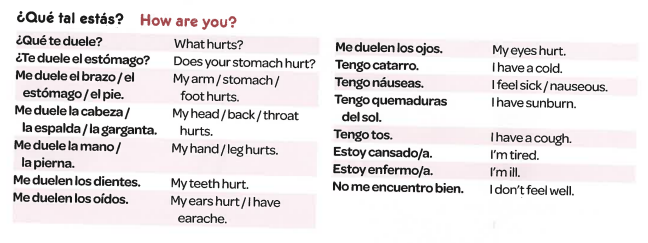 ¿Qué tal estás? How are you?
¿Qué te duele? What hurts?
¿Te duele el estómago? Does your stomach hurt?
Me duele el brazo / el My arm / stomach /
estómago / el pie. foot hurts.
Me duele la cabeza / My head / back / throat
la espalda / la garganta. hurts.
Me duele la mano / My hand / leg hurts.
la pierna.
Me duelen los dientes. My teeth hurt.
Me duelen los oídos. My ears hurt / I have
earache.
Me duelen los ojos. My eyes hurt.
Tengo catarro. I have a cold.
Tengo náuseas. I feel sick / nauseous.
Tengo quemaduras I have sunburn.
del sol.
Tengo tos. I have a cough.
Estoy cansado/a. I'm tired.
Estoy enfermo/a. I'm ill.
No me encuentro bien. I don't feel well.